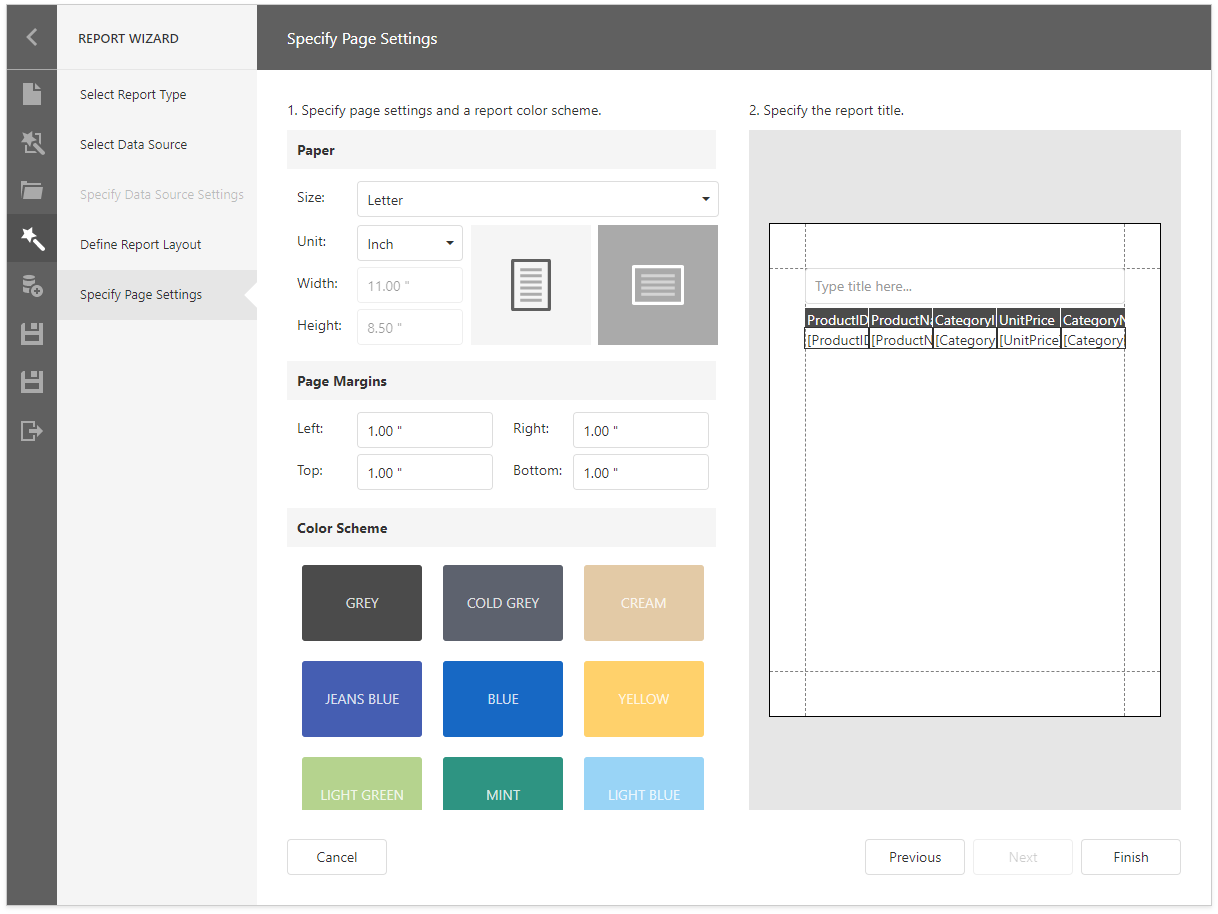 REPORT WIZARD
Specify Page Settings
Select Report Type
Select Data Source
Specify Data Source Settings
Define Report Layout
Specify Page Settings
1. Specify page settings and a report color scheme.
Paper
Size: Letter
Unit: Inch
Width: 11.00 "
Height: 8.50 "
Page Margins
Left: 1.00 " Right: 1.00 "
Top: 1.00 " Bottom: 1.00 "
Color Scheme
GREY COLD GREY CREAM
JEANS BLUE BLUE YELLOW
LIGHT GREEN MINT LIGHT BLUE
2. Specify the report title.
Type title here...
ProductID ProductNa CategoryI UnitPrice CategoryN
[ProductID [ProductN [Category [UnitPrice [Category
Cancel Previous Next Finish